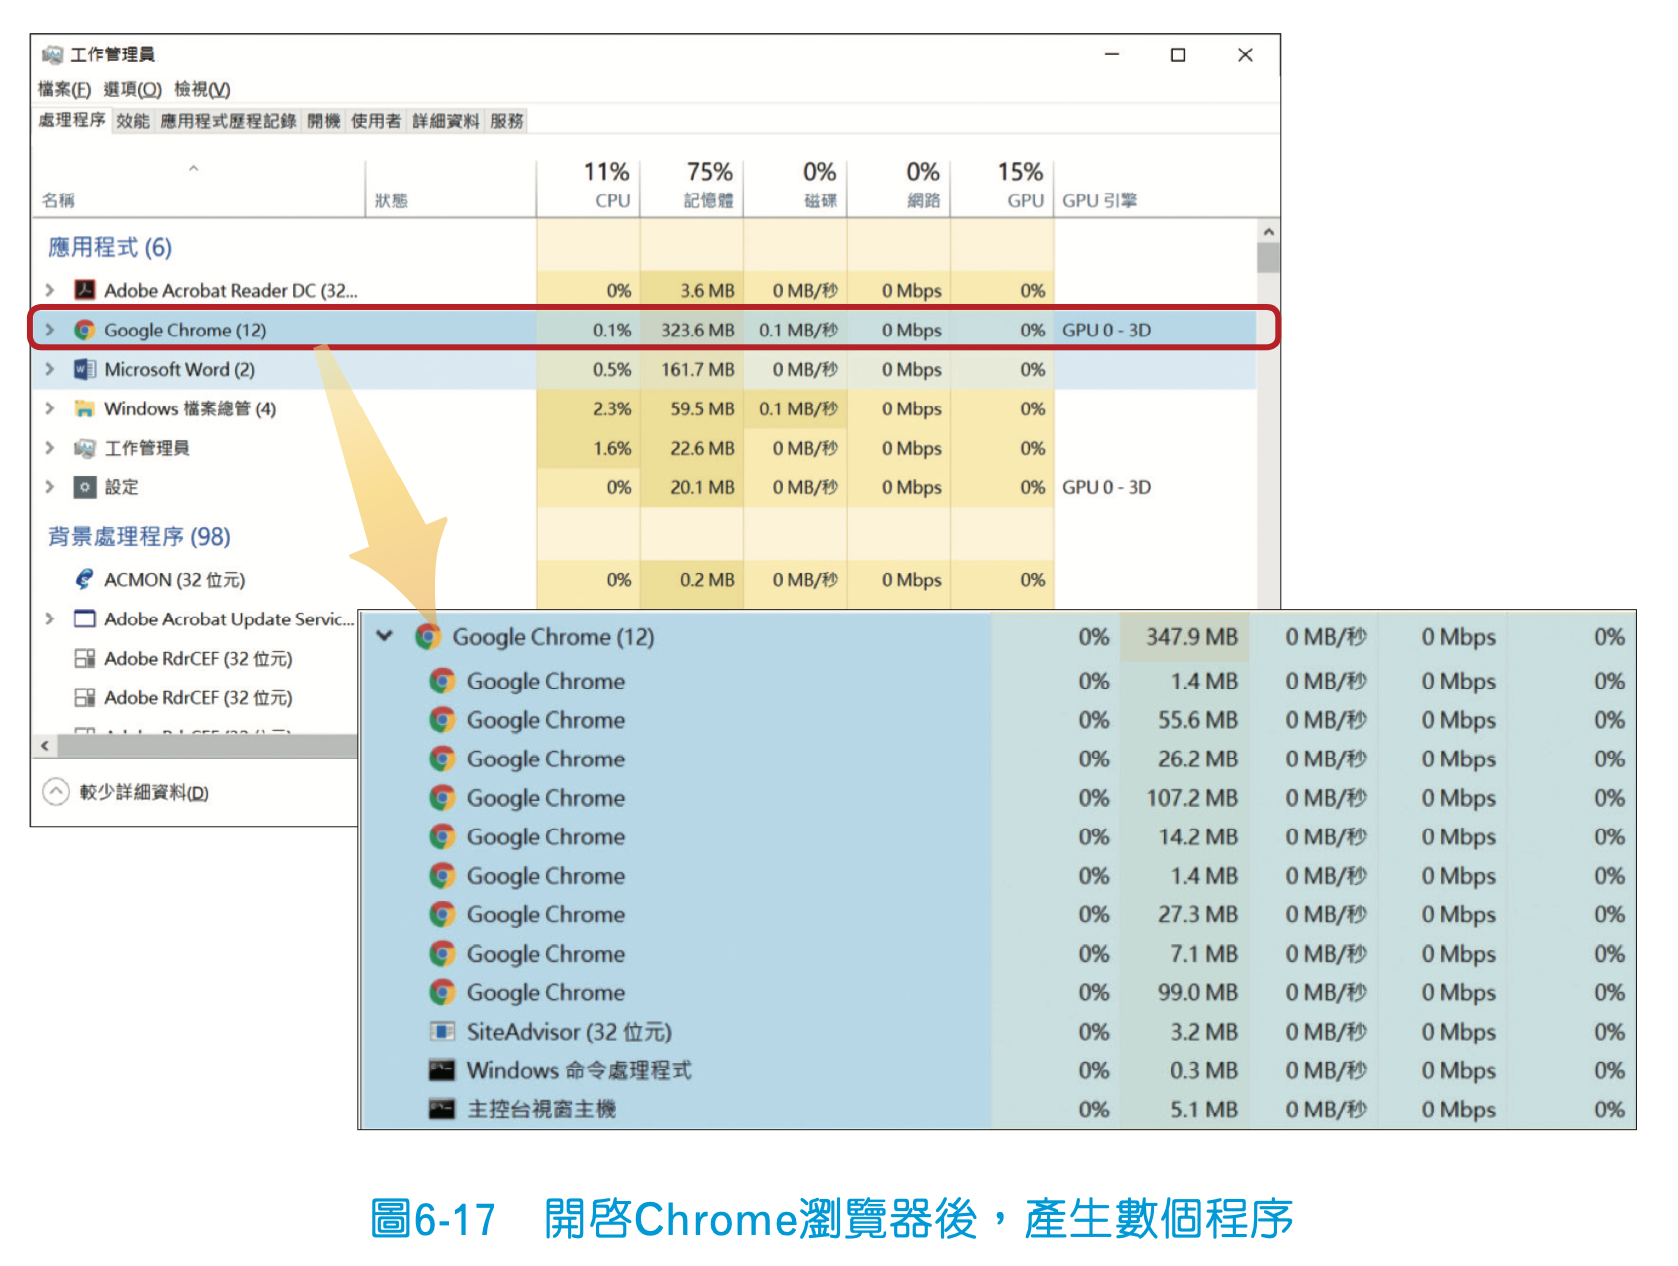 工作管理員
檔案(F) 選項(O) 檢視(V)
處理程序 效能 應用程式歷程記錄 開機 使用者 詳細資料 服務
11% 75% 0% 0% 15%
名稱 狀態 CPU 記憶體 磁碟 網路 GPU GPU 引擎
應用程式 (6)
Adobe Acrobat Reader DC (32... 0% 3.6 MB 0 MB/秒 0 Mbps 0%
Google Chrome (12) 0.1% 323.6 MB 0.1 MB/秒 0 Mbps 0% GPU 0 - 3D
Microsoft Word (2) 0.5% 161.7 MB 0 MB/秒 0 Mbps 0%
Windows 檔案總管 (4) 2.3% 59.5 MB 0.1 MB/秒 0 Mbps 0%
工作管理員 1.6% 22.6 MB 0 MB/秒 0 Mbps 0%
設定 0% 20.1 MB 0 MB/秒 0 Mbps 0% GPU 0 - 3D
背景處理程序 (98)
ACMON (32 位元) 0% 0.2 MB 0 MB/秒 0 Mbps 0%
Adobe Acrobat Update Servic...
Adobe RdrCEF (32 位元)
Adobe RdrCEF (32 位元)
較少詳細資料(D)
Google Chrome (12) 0% 347.9 MB 0 MB/秒 0 Mbps 0%
Google Chrome 0% 1.4 MB 0 MB/秒 0 Mbps 0%
Google Chrome 0% 55.6 MB 0 MB/秒 0 Mbps 0%
Google Chrome 0% 26.2 MB 0 MB/秒 0 Mbps 0%
Google Chrome 0% 107.2 MB 0 MB/秒 0 Mbps 0%
Google Chrome 0% 14.2 MB 0 MB/秒 0 Mbps 0%
Google Chrome 0% 1.4 MB 0 MB/秒 0 Mbps 0%
Google Chrome 0% 27.3 MB 0 MB/秒 0 Mbps 0%
Google Chrome 0% 7.1 MB 0 MB/秒 0 Mbps 0%
Google Chrome 0% 99.0 MB 0 MB/秒 0 Mbps 0%
SiteAdvisor (32 位元) 0% 3.2 MB 0 MB/秒 0 Mbps 0%
Windows 命令處理程式 0% 0.3 MB 0 MB/秒 0 Mbps 0%
主控台視窗主機 0% 5.1 MB 0 MB/秒 0 Mbps 0%
圖6-17 開啓Chrome瀏覽器後，產生數個程序